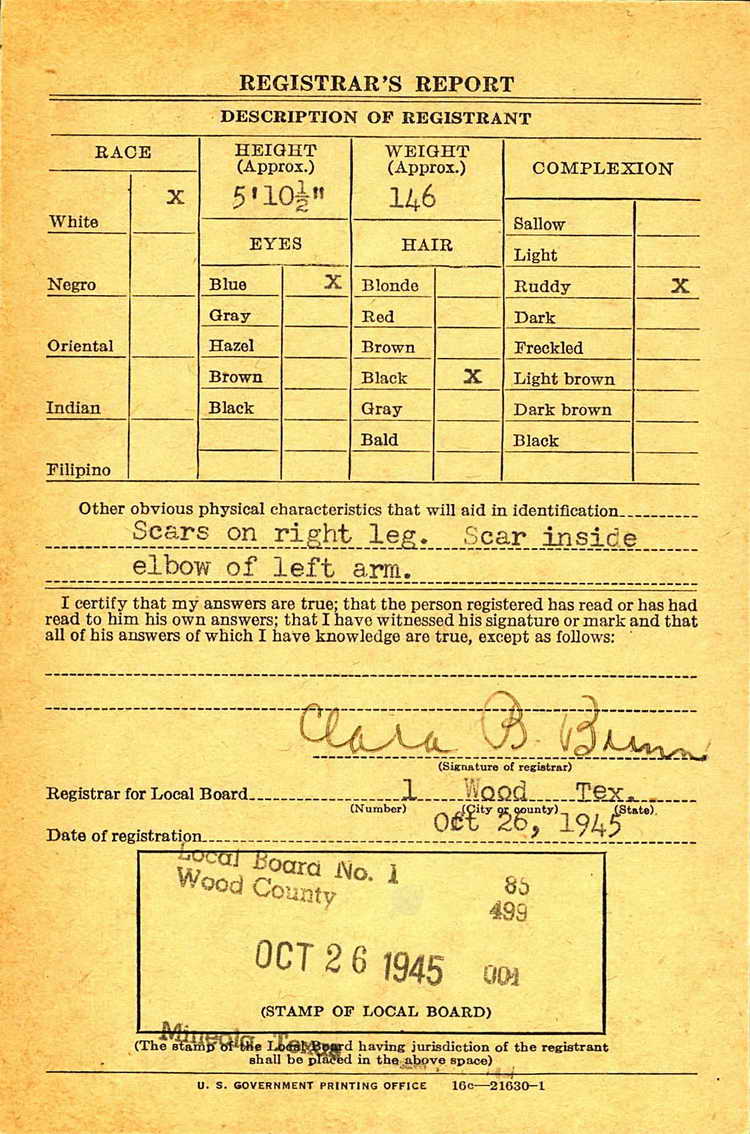 REGISTRAR'S REPORT
DESCRIPTION OF REGISTRANT
RACE
HEIGHT (Approx.)
WEIGHT (Approx.)
COMPLEXION
X
5'10½"
146
White
Sallow
EYES
HAIR
Light
Negro
Blue X
Blonde
Ruddy X
Gray
Red
Dark
Oriental
Hazel
Brown
Freckled
Brown
Black X
Light brown
Indian
Black
Gray
Dark brown
Bald
Black
Filipino
Other obvious physical characteristics that will aid in identification
Scars on right leg. Scar inside
elbow of left arm.
I certify that my answers are true; that the person registered has read or has had
read to him his own answers; that I have witnessed his signature or mark and that
all of his answers of which I have knowledge are true, except as follows:
Clara B.
(Signature of registrar)
Registrar for Local Board 1 Wood Tex.
(Number) (City or county) (State)
Date of registration Oct 26, 1945
Local Board No. 1
Wood County
85
499
OCT 26 1945 001
(STAMP OF LOCAL BOARD)
Mineola, Texas
(The stamp of the Local Board having jurisdiction of the registrant
shall be placed in the above space)
U. S. GOVERNMENT PRINTING OFFICE 16c—21630-1